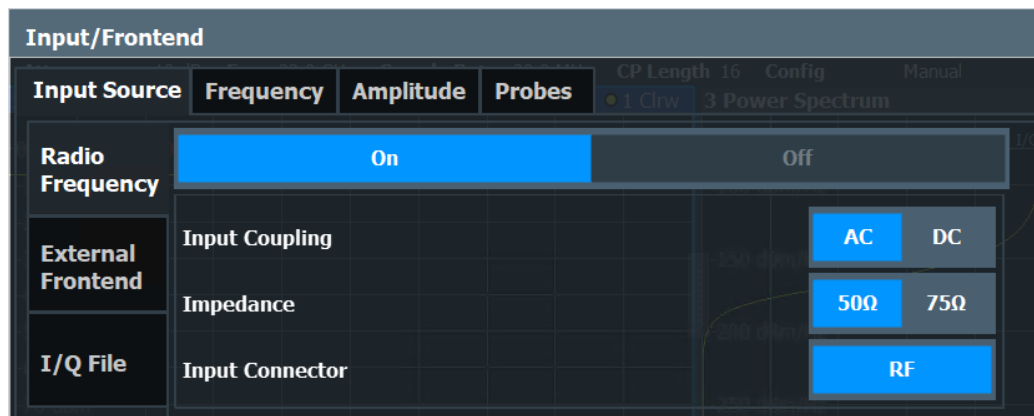 Input/Frontend
CP Length 16 Config Manual
Input Source Frequency Amplitude Probes
1 Clrw 3 Power Spectrum
Radio
Frequency
On Off
Input Coupling AC DC
External
Frontend
Impedance 50Ω 75Ω
I/Q File
Input Connector RF